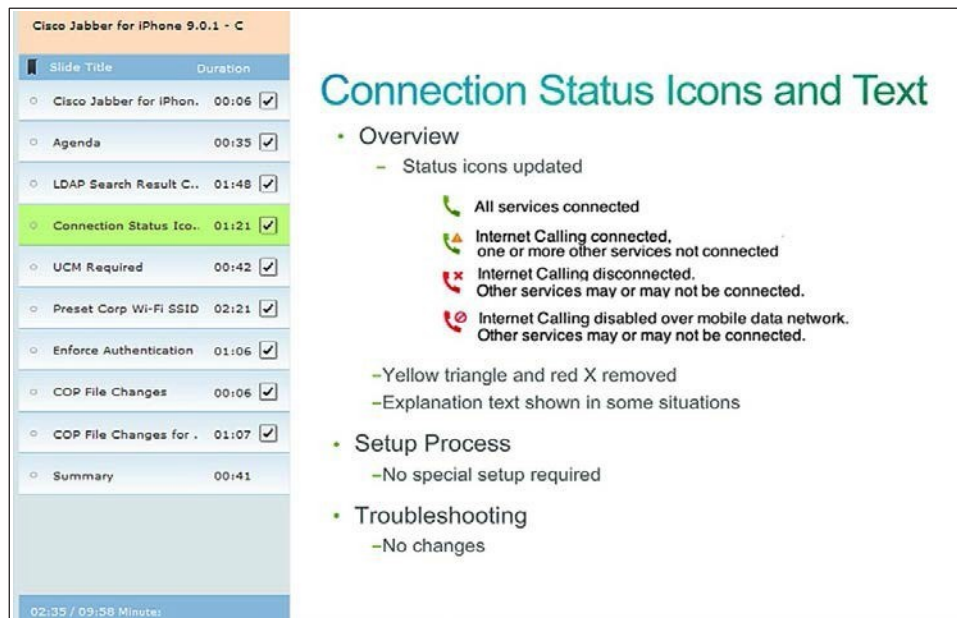 Cisco Jabber for iPhone 9.0.1 - C
Slide Title Duration
Cisco Jabber for iPhon. 00:06
Agenda 00:35
LDAP Search Result C.. 01:48
Connection Status Ico.. 01:21
UCM Required 00:42
Preset Corp Wi-Fi SSID 02:21
Enforce Authentication 01:06
COP File Changes 00:06
COP File Changes for . 01:07
Summary 00:41
02:35 / 09:58 Minute:
Connection Status Icons and Text
• Overview
– Status icons updated
All services connected
Internet Calling connected,
one or more other services not connected
Internet Calling disconnected.
Other services may or may not be connected.
Internet Calling disabled over mobile data network.
Other services may or may not be connected.
–Yellow triangle and red X removed
–Explanation text shown in some situations
• Setup Process
–No special setup required
• Troubleshooting
–No changes